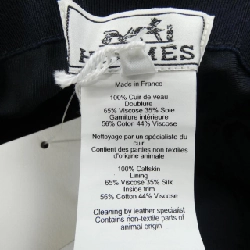 HERMES
Made in France
100% Cuir de veau
Doublure
65% Viscose 35% Soie
Garniture intérieure
56% Coton 44% Viscose
Nettoyage par un spécialiste du
cuir
Contient des parties non textiles
d'origine animale
100% Calfskin
Lining
65% Viscose 35% Silk
Inside trim
56% Cotton 44% Viscose
Cleaning by leather specialist
Contains non-textile parts of
animal origin